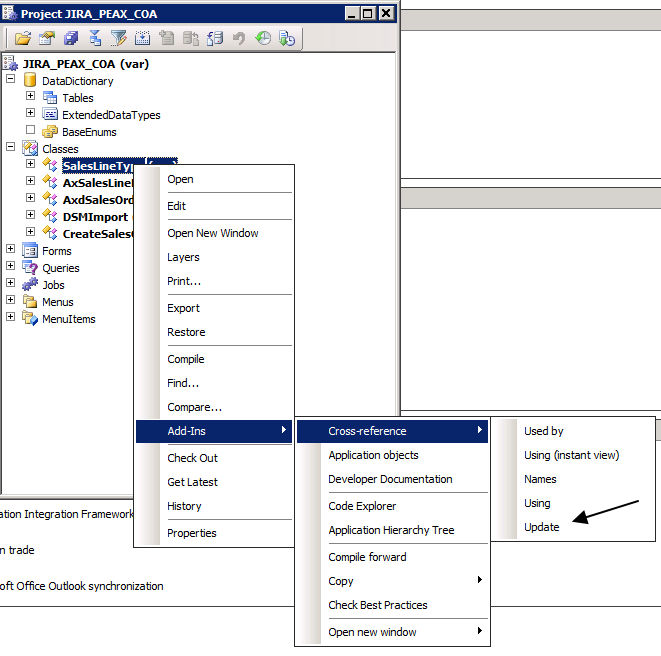 Project JIRA_PEAX_COA
JIRA_PEAX_COA (var)
DataDictionary
Tables
ExtendedDataTypes
BaseEnums
Classes
SalesLineTyp
AxSalesLine
AxdSalesOrd
DSMImport
CreateSales
Forms
Queries
Jobs
Menus
MenuItems
Open
Edit
Open New Window
Layers
Print...
Export
Restore
Compile
Find...
Compare...
Add-Ins
Check Out
Get Latest
History
Properties
Cross-reference
Application objects
Developer Documentation
Code Explorer
Application Hierarchy Tree
Compile forward
Copy
Check Best Practices
Open new window
Used by
Using (instant view)
Names
Using
Update
ation Integration Framework
n trade
oft Office Outlook synchronization